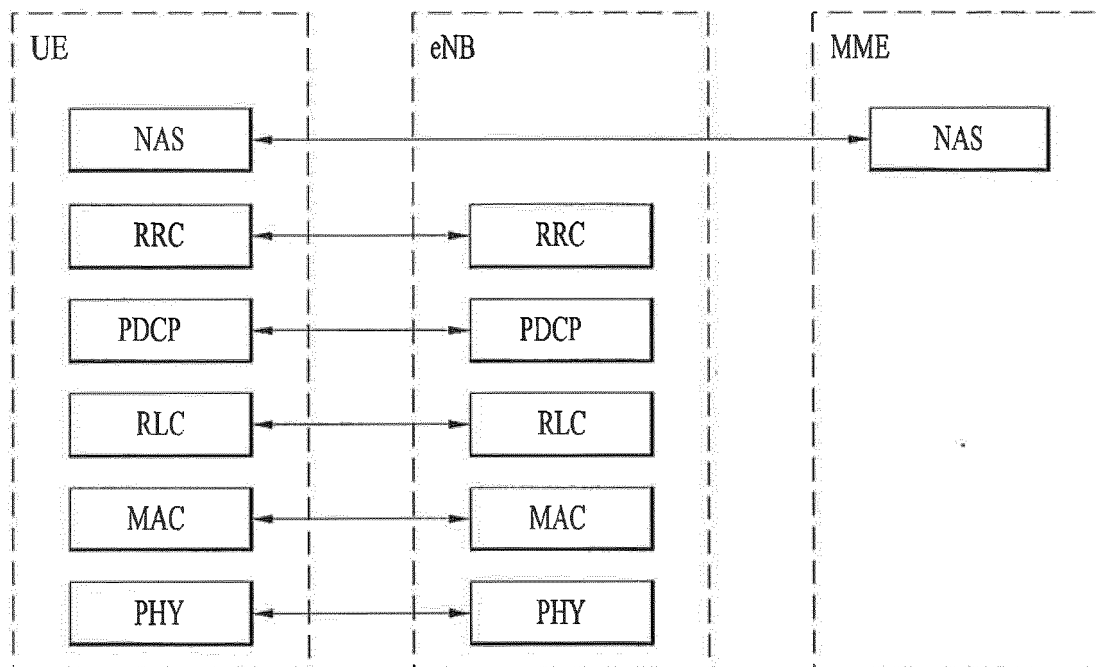 UE eNB MME
NAS NAS
RRC RRC
PDCP PDCP
RLC RLC
MAC MAC
PHY PHY